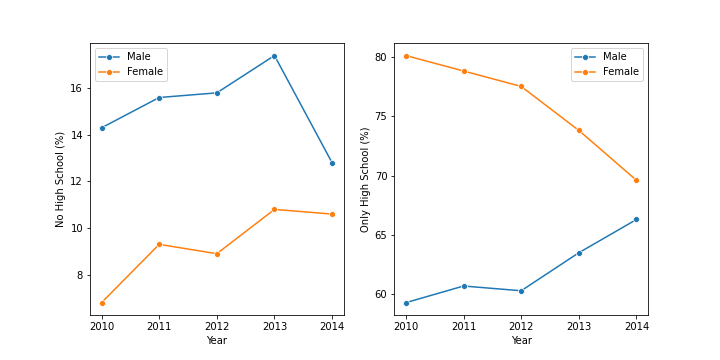 Male
Female
16
14
12
10
8
No High School (%)
2010 2011 2012 2013 2014
Year
Male
Female
80
75
70
65
60
Only High School (%)
2010 2011 2012 2013 2014
Year